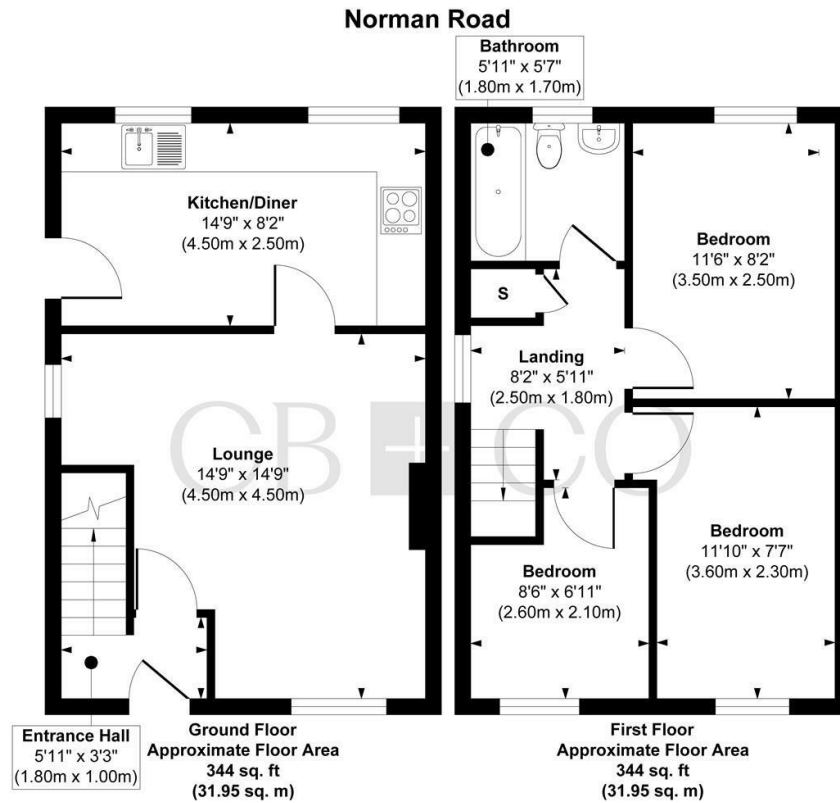 Norman Road
Bathroom
5'11" x 5'7"
(1.80m x 1.70m)
Kitchen/Diner
14'9" x 8'2"
(4.50m x 2.50m)
Bedroom
11'6" x 8'2"
(3.50m x 2.50m)
S
Landing
8'2" x 5'11"
(2.50m x 1.80m)
Lounge
14'9" x 14'9"
(4.50m x 4.50m)
CB + CO
Bedroom
11'10" x 7'7"
(3.60m x 2.30m)
Bedroom
8'6" x 6'11"
(2.60m x 2.10m)
Entrance Hall
5'11" x 3'3"
(1.80m x 1.00m)
Ground Floor
Approximate Floor Area
344 sq. ft
(31.95 sq. m)
First Floor
Approximate Floor Area
344 sq. ft
(31.95 sq. m)